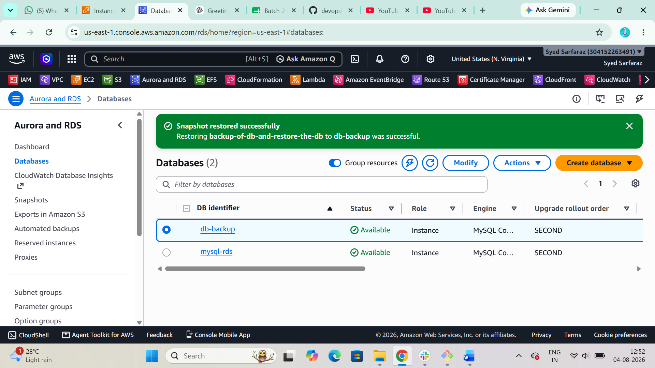 (5) Wha
Instanc
Databas
Greetin
Batch 2
devops
YouTub
YouTub
Ask Gemini
us-east-1.console.aws.amazon.com/rds/home?region=us-east-1#databases:
aws
Search
[Alt+S]
Ask Amazon Q
United States (N. Virginia)
Syed Sarfaraz (304152263491)
Syed Sarfaraz
IAM
VPC
EC2
S3
Aurora and RDS
EFS
CloudFormation
Lambda
Amazon EventBridge
Route 53
Certificate Manager
CloudFront
CloudWatch
Aurora and RDS
Databases
Aurora and RDS
Dashboard
Databases
CloudWatch Database Insights
Snapshots
Exports in Amazon S3
Automated backups
Reserved instances
Proxies
Subnet groups
Parameter groups
Option groups
Snapshot restored successfully
Restoring backup-of-db-and-restore-the-db to db-backup was successful.
Databases (2)
Group resources
Modify
Actions
Create database
Filter by databases
1
DB identifier Status Role Engine Upgrade rollout order
db-backup Available Instance MySQL Co... SECOND
mysql-rds Available Instance MySQL Co... SECOND
CloudShell
Agent Toolkit for AWS
Feedback
Console Mobile App
© 2026, Amazon Web Services, Inc. or its affiliates.
Privacy
Terms
Cookie preferences
1
28°C
Light rain
Search
ENG
IN
12:52
04-08-2026